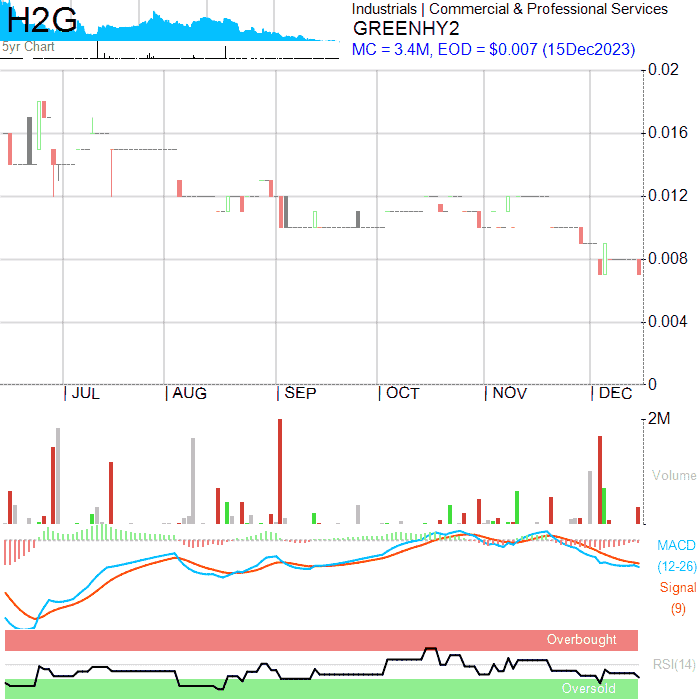 H2G
5yr Chart
Industrials | Commercial & Professional Services
GREENHY2
MC = 3.4M, EOD = $0.007 (15Dec2023)
0.02
0.016
0.012
0.008
0.004
0
| JUL | AUG | SEP | OCT | NOV | DEC
2M
Volume
MACD
(12-26)
Signal
(9)
Overbought
RSI(14)
Oversold